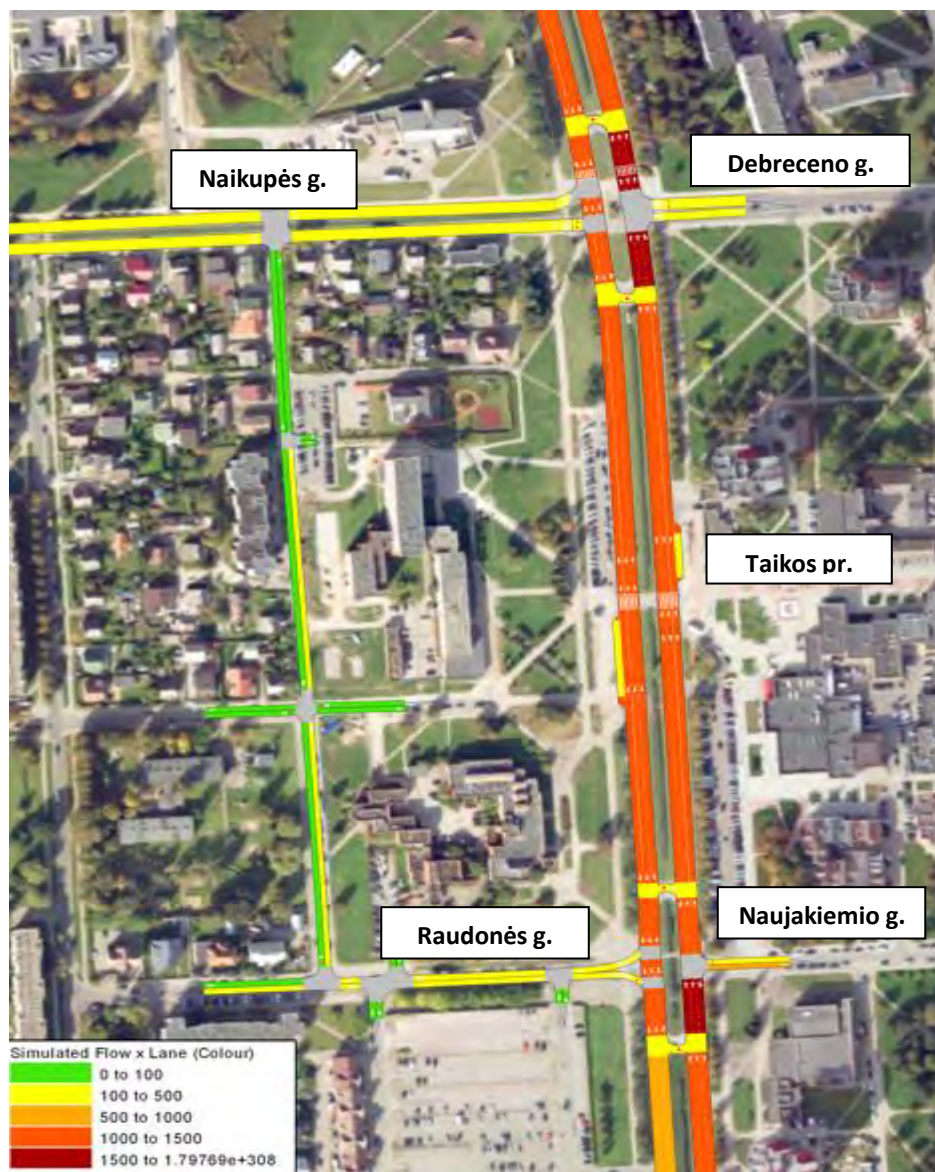 Naikupės g.
Debreceno g.
Taikos pr.
Naujakiemio g.
Raudonės g.
Simulated Flow x Lane (Colour)
0 to 100
100 to 500
500 to 1000
1000 to 1500
1500 to 1.79769e+308